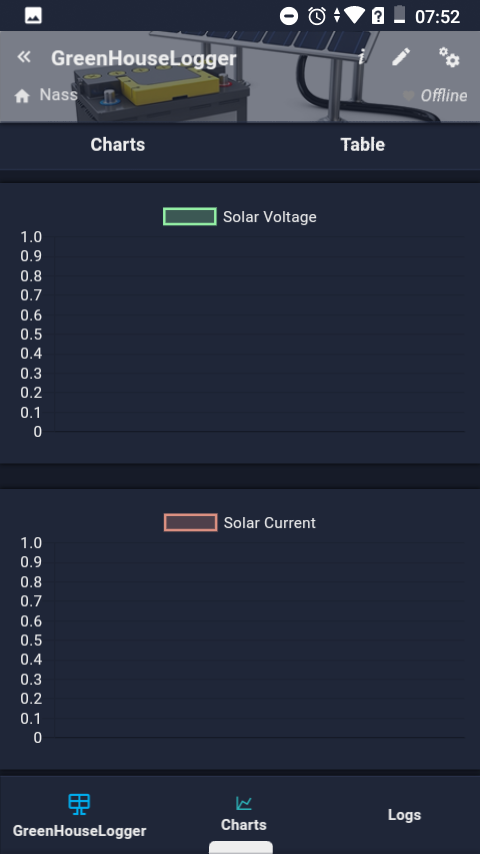 07:52
GreenHouseLogger
i
Nass
Offline
Charts
Table
Solar Voltage
1.0
0.9
0.8
0.7
0.6
0.5
0.4
0.3
0.2
0.1
0
Solar Current
1.0
0.9
0.8
0.7
0.6
0.5
0.4
0.3
0.2
0.1
0
GreenHouseLogger
Charts
Logs